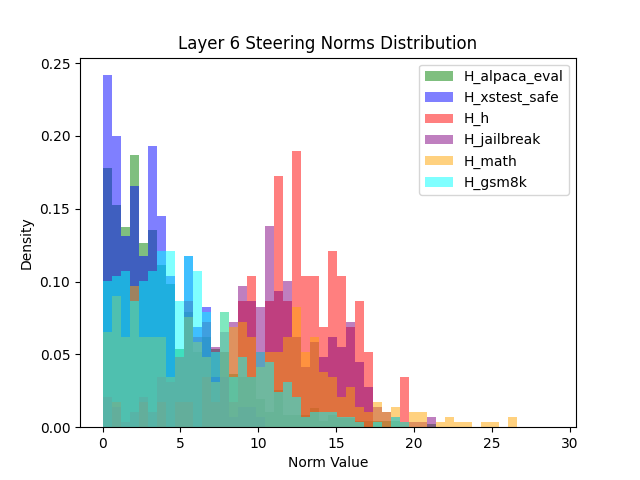 Layer 6 Steering Norms Distribution
0.25
0.20
0.15
0.10
0.05
0.00
Density
H_alpaca_eval
H_xstest_safe
H_h
H_jailbreak
H_math
H_gsm8k
0 5 10 15 20 25 30
Norm Value